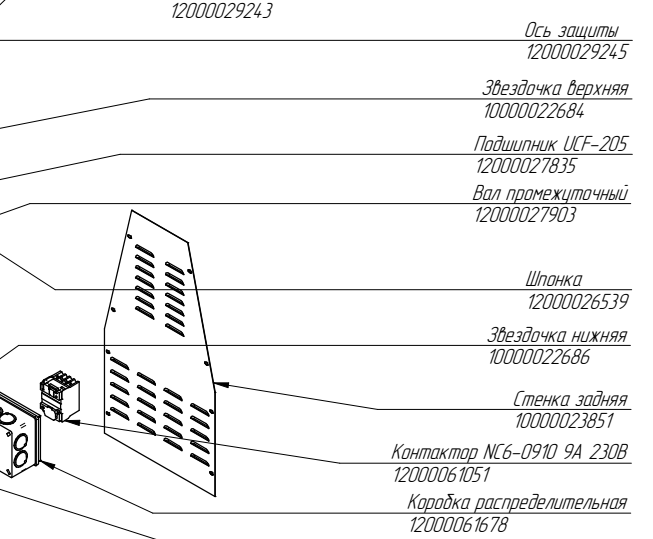 12000029243
Ось защиты
12000029245
Звездочка верхняя
10000022684
Подшипник UCF-205
12000027835
Вал промежуточный
12000027903
Шпонка
12000026539
Звездочка нижняя
10000022686
Стенка задняя
10000023851
Контактор NC6-0910 9А 230В
12000061051
Коробка распределительная
12000061678